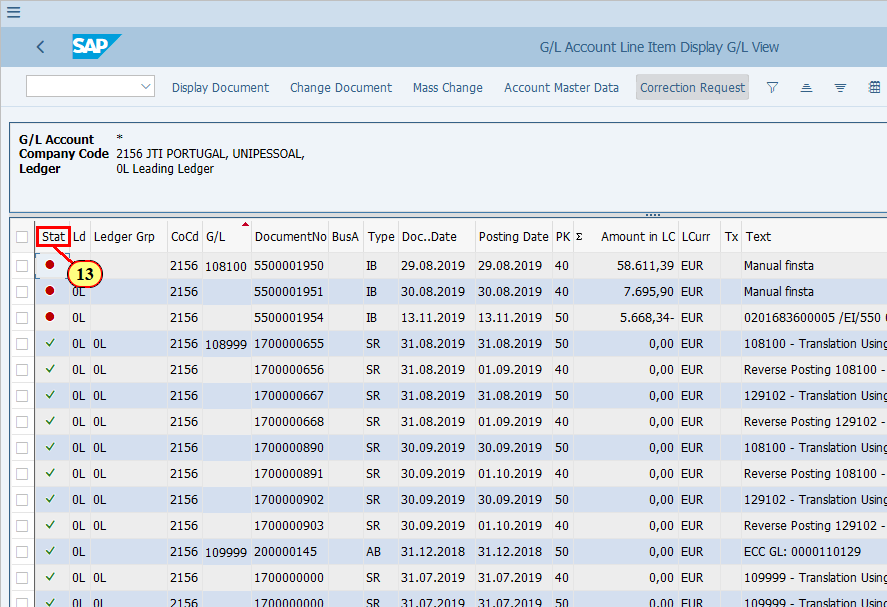 SAP G/L Account Line Item Display G/L View
Display Document Change Document Mass Change Account Master Data Correction Request
G/L Account *
Company Code 2156 JTI PORTUGAL, UNIPESSOAL,
Ledger 0L Leading Ledger
Stat Ld Ledger Grp CoCd G/L DocumentNo BusA Type Doc..Date Posting Date PK Σ Amount in LC LCurr Tx Text
13
2156 108100 5500001950 IB 29.08.2019 29.08.2019 40 58.611,39 EUR Manual finsta
0L 2156 5500001951 IB 30.08.2019 30.08.2019 40 7.695,90 EUR Manual finsta
0L 2156 5500001954 IB 13.11.2019 13.11.2019 50 5.668,34- EUR 0201683600005 /EI/550
0L 0L 2156 108999 1700000655 SR 31.08.2019 31.08.2019 50 0,00 EUR 108100 - Translation Using
0L 0L 2156 1700000656 SR 31.08.2019 01.09.2019 40 0,00 EUR Reverse Posting 108100 -
0L 0L 2156 1700000667 SR 31.08.2019 31.08.2019 50 0,00 EUR 129102 - Translation Using
0L 0L 2156 1700000668 SR 31.08.2019 01.09.2019 40 0,00 EUR Reverse Posting 129102 -
0L 0L 2156 1700000890 SR 30.09.2019 30.09.2019 50 0,00 EUR 108100 - Translation Using
0L 0L 2156 1700000891 SR 30.09.2019 01.10.2019 40 0,00 EUR Reverse Posting 108100 -
0L 0L 2156 1700000902 SR 30.09.2019 30.09.2019 50 0,00 EUR 129102 - Translation Using
0L 0L 2156 1700000903 SR 30.09.2019 01.10.2019 40 0,00 EUR Reverse Posting 129102 -
0L 2156 109999 200000145 AB 31.12.2018 31.12.2018 50 0,00 EUR ECC GL: 0000110129
0L 0L 2156 1700000000 SR 31.07.2019 31.07.2019 40 0,00 EUR 109999 - Translation Using
0L 0L 2156 1700000000 SR 31.07.2019 31.07.2019 50 0,00 EUR 109999 - Translation Using